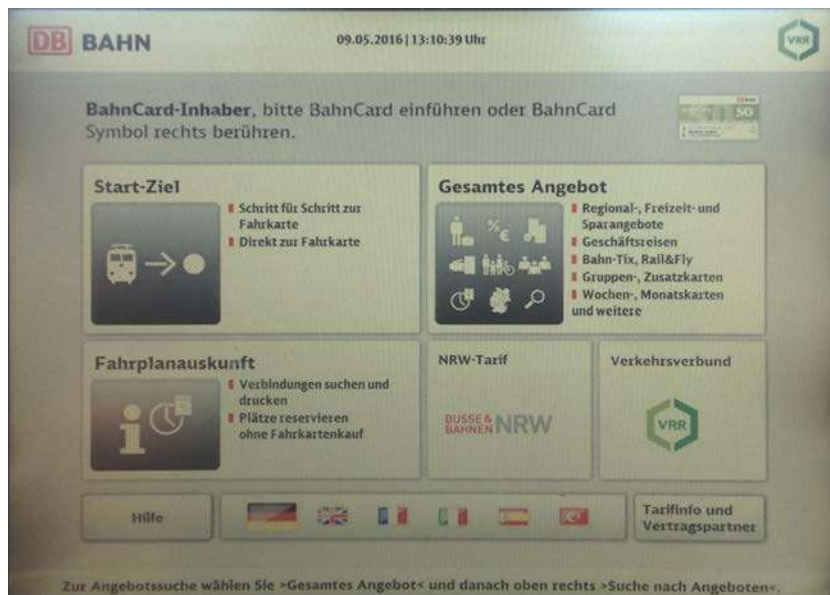 DB BAHN
09.05.2016 | 13:10:39 Uhr
VRR
BahnCard-Inhaber, bitte BahnCard einführen oder BahnCard
Symbol rechts berühren.
50
Start-Ziel
Schritt für Schritt zur
Fahrkarte
Direkt zur Fahrkarte
Gesamtes Angebot
%€
Regional-, Freizeit- und
Sparangebote
Geschäftsreisen
Bahn-Tix, Rail&Fly
Gruppen-, Zusatzkarten
Wochen-, Monatskarten
und weitere
Fahrplanauskunft
Verbindungen suchen und
drucken
Plätze reservieren
ohne Fahrkartenkauf
NRW-Tarif
BUSSE &
BAHNEN NRW
Verkehrsverbund
VRR
Hilfe
Tarifinfo und
Vertragspartner
Zur Angebotssuche wählen Sie >Gesamtes Angebot< und danach oben rechts >Suche nach Angeboten<.